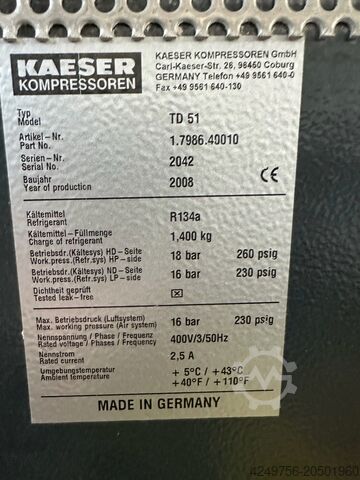 KAESER
KOMPRESSOREN
KAESER KOMPRESSOREN GmbH
Carl-Kaeser-Str. 26, 96450 Coburg
GERMANY Telefon +49 9561 640-0
Fax +49 9561 640-130
Typ
Model TD 51
Artikel-Nr.
Part No. 1.7986.40010
Serien-Nr.
Serial No. 2042
Baujahr
Year of production 2008 CE
Kältemittel
Refrigerant R134a
Kältemittel-Füllmenge
Charge of refrigerant 1,400 kg
Betriebsdr.(Kältesys) HD-Seite
Work.press.(Refr.sys) HP-side 18 bar 260 psig
Betriebsdr.(Kältesys) ND-Seite
Work.press.(Refr.sys) LP-side 16 bar 230 psig
Dichtheit geprüft
Tested leak-free ☒
Max. Betriebsdruck (Luftsystem)
Max. working pressure (Air system) 16 bar 230 psig
Nennspannung / Phase / Frequenz
Rated voltage / Phases / Frequency 400V/3/50Hz
Nennstrom
Rated current 2,5 A
Umgebungstemperatur
Ambient temperature + 5°C / +43°C
+40°F / +110°F
MADE IN GERMANY
4249756-20501960